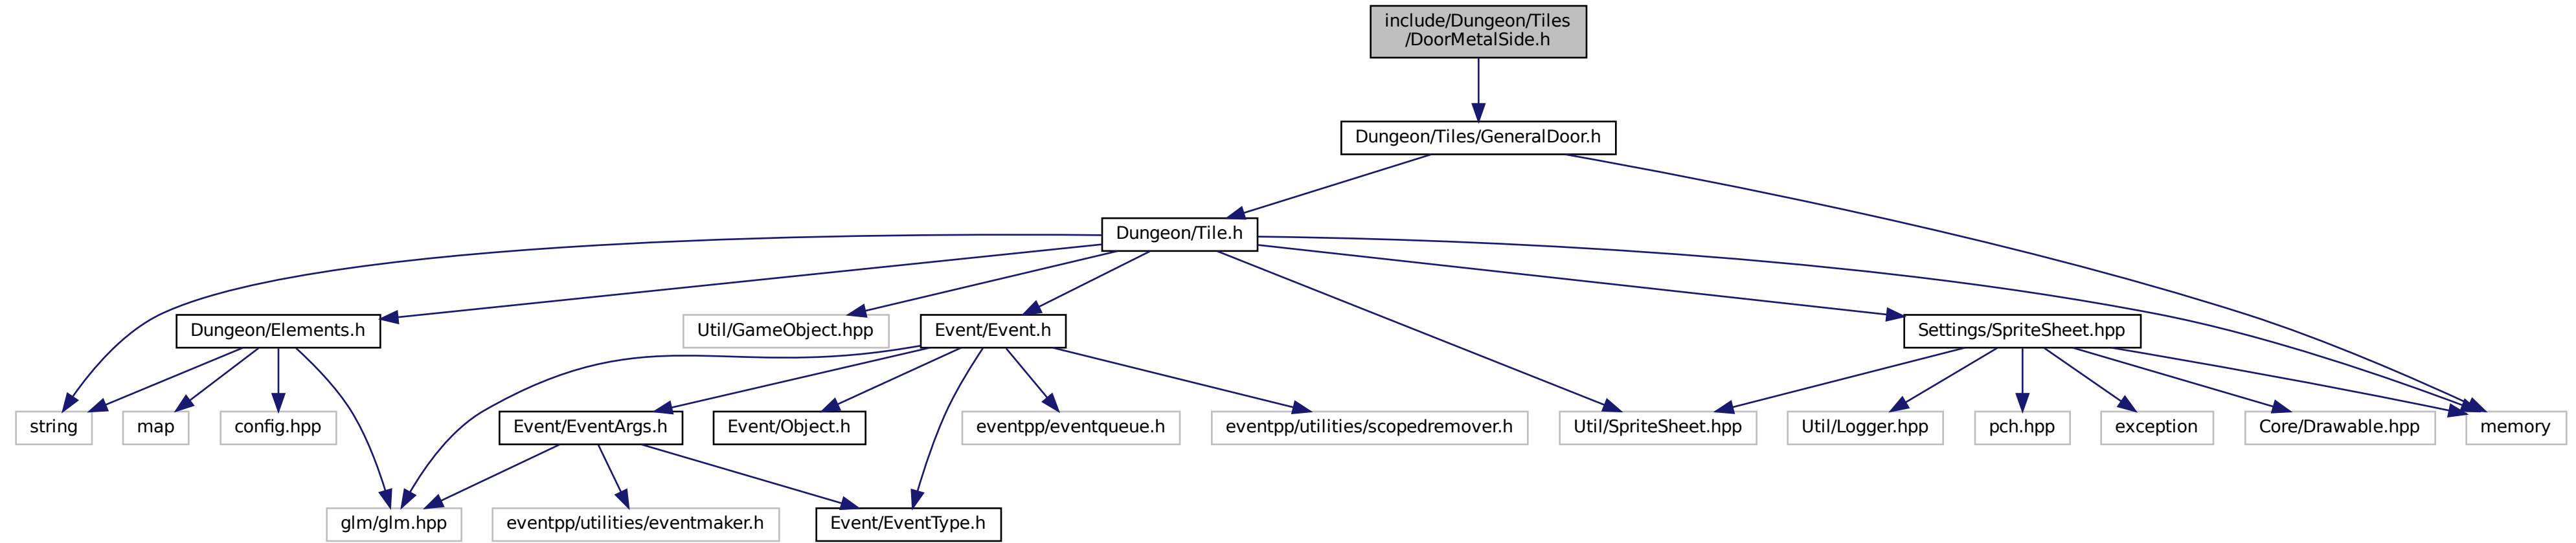 include/Dungeon/Tiles
/DoorMetalSide.h
Dungeon/Tiles/GeneralDoor.h
Dungeon/Tile.h
Dungeon/Elements.h
Util/GameObject.hpp
Event/Event.h
Settings/SpriteSheet.hpp
string
map
config.hpp
Event/EventArgs.h
Event/Object.h
eventpp/eventqueue.h
eventpp/utilities/scopedremover.h
Util/SpriteSheet.hpp
Util/Logger.hpp
pch.hpp
exception
Core/Drawable.hpp
memory
glm/glm.hpp
eventpp/utilities/eventmaker.h
Event/EventType.h